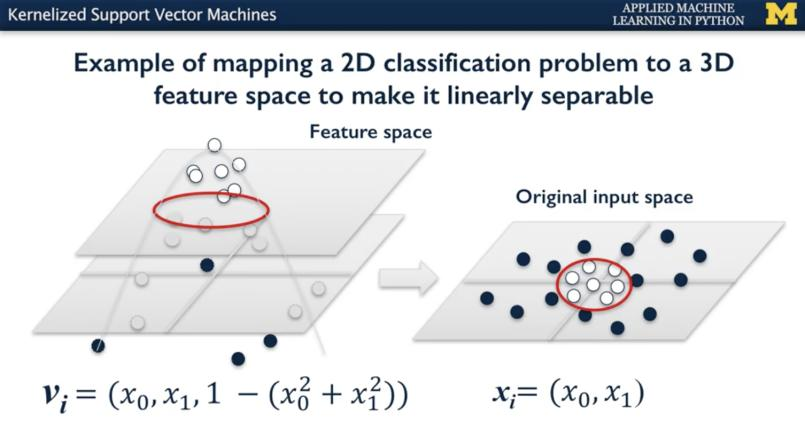 Kernelized Support Vector Machines
APPLIED MACHINE
LEARNING IN PYTHON
M
Example of mapping a 2D classification problem to a 3D
feature space to make it linearly separable
Feature space
Original input space
𝒗ᵢ = (x₀, x₁, 1 − (x₀² + x₁²))
𝒙ᵢ= (x₀, x₁)